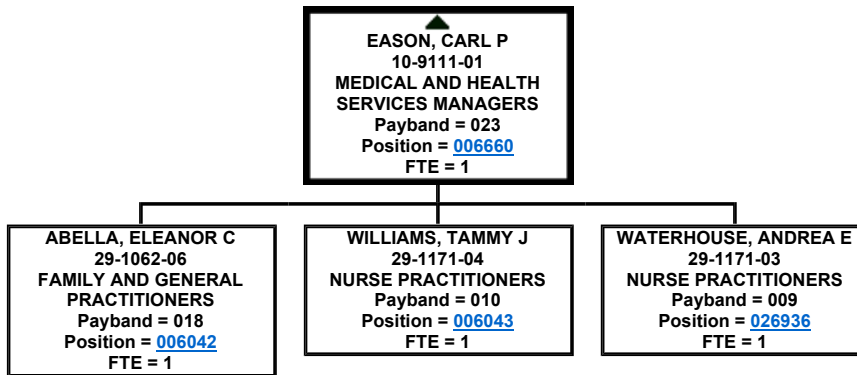 EASON, CARL P
10-9111-01
MEDICAL AND HEALTH
SERVICES MANAGERS
Payband = 023
Position = 006660
FTE = 1
ABELLA, ELEANOR C
29-1062-06
FAMILY AND GENERAL
PRACTITIONERS
Payband = 018
Position = 006042
FTE = 1
WILLIAMS, TAMMY J
29-1171-04
NURSE PRACTITIONERS
Payband = 010
Position = 006043
FTE = 1
WATERHOUSE, ANDREA E
29-1171-03
NURSE PRACTITIONERS
Payband = 009
Position = 026936
FTE = 1